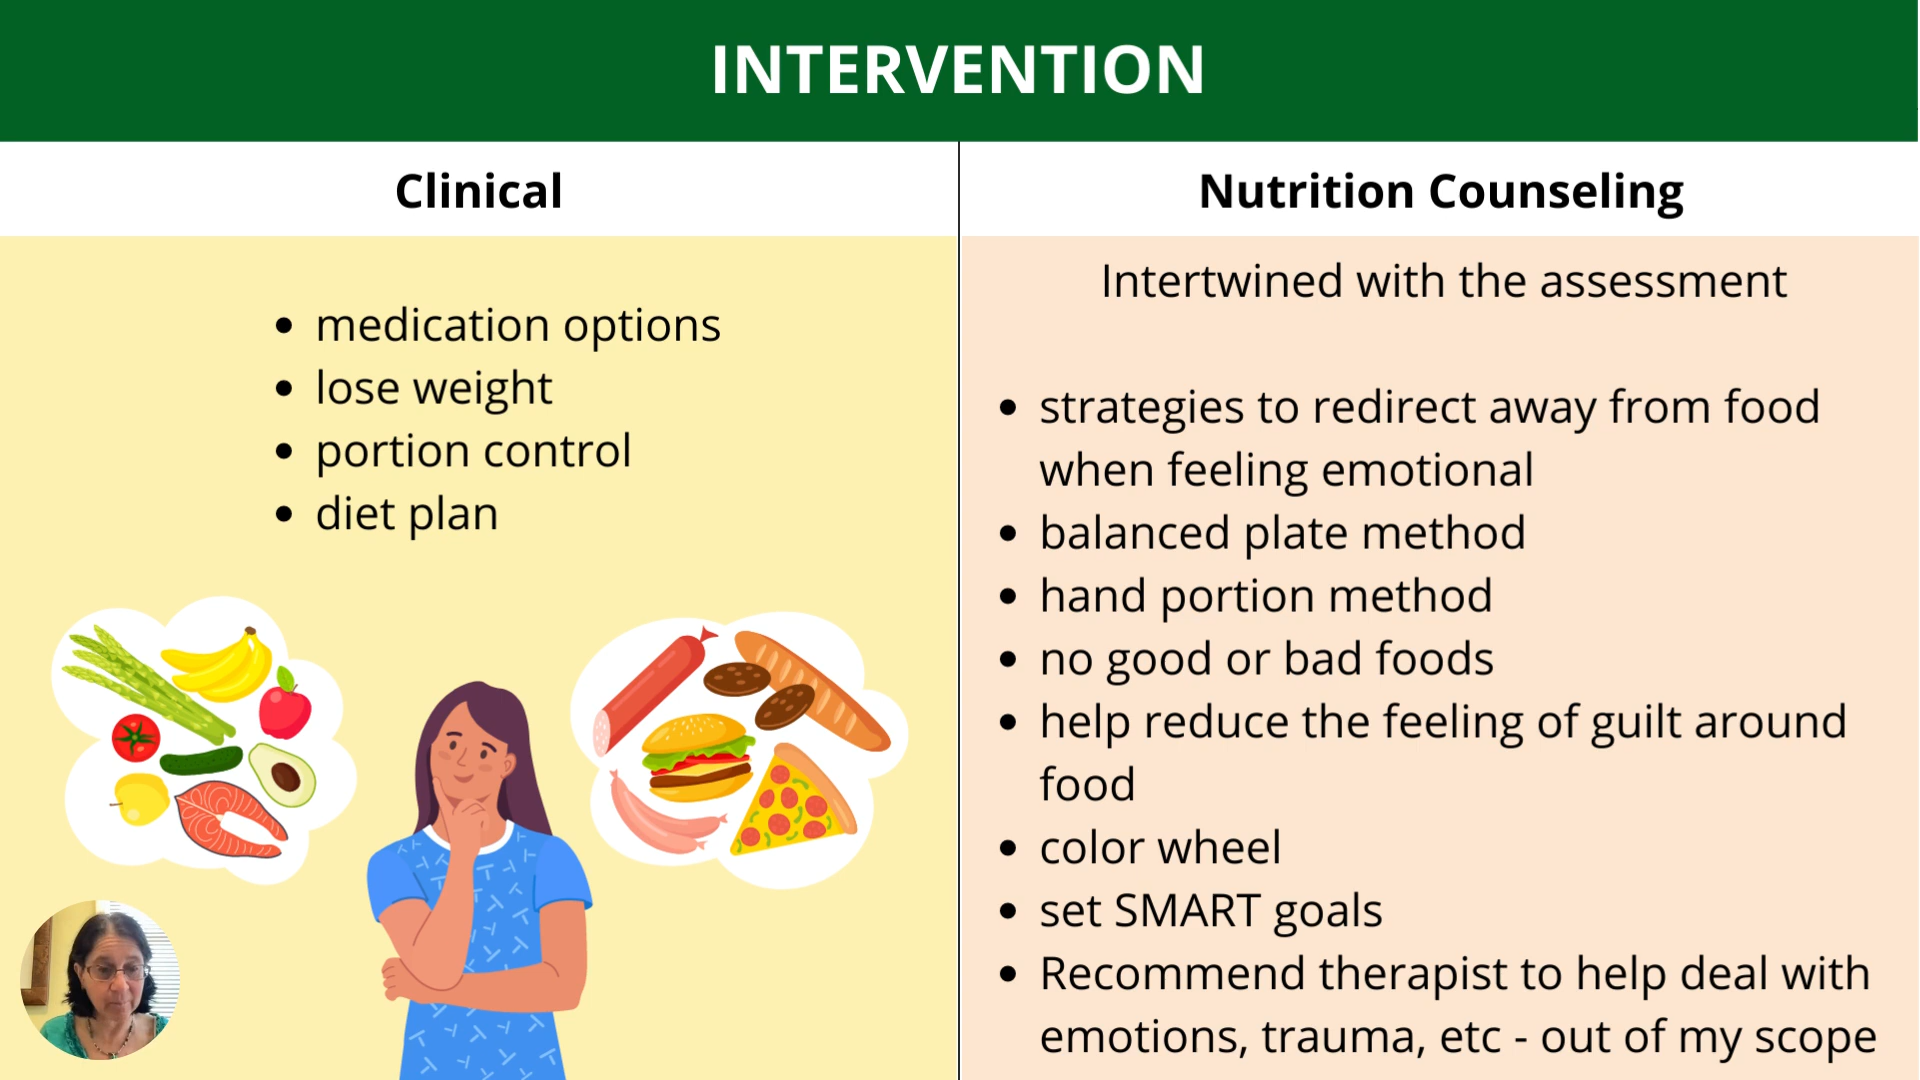 INTERVENTION
Clinical
• medication options
• lose weight
• portion control
• diet plan
Nutrition Counseling
Intertwined with the assessment
• strategies to redirect away from food
when feeling emotional
• balanced plate method
• hand portion method
• no good or bad foods
• help reduce the feeling of guilt around
food
• color wheel
• set SMART goals
• Recommend therapist to help deal with
emotions, trauma, etc - out of my scope